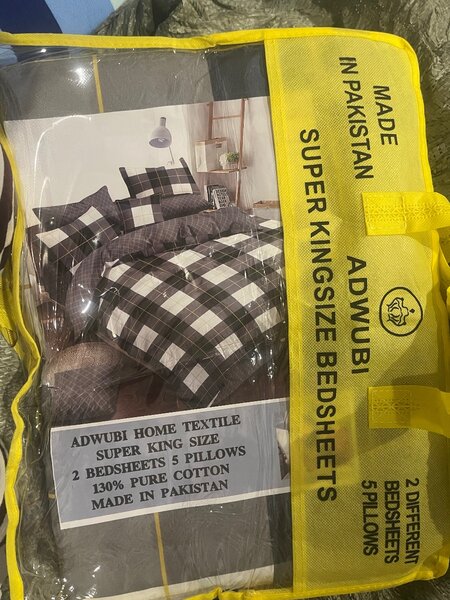 MADE
IN PAKISTAN
ADWUBI
SUPER KINGSIZE BEDSHEETS
2 DIFFERENT
BEDSHEETS
5 PILLOWS
ADWUBI HOME TEXTILE
SUPER KING SIZE
2 BEDSHEETS 5 PILLOWS
130% PURE COTTON
MADE IN PAKISTAN